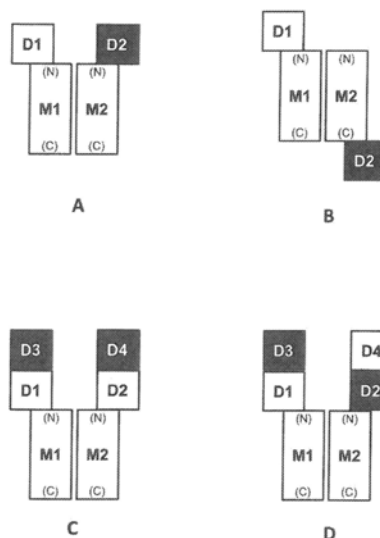 D1 D2
(N) (N)
M1 M2
(C) (C)
A
D1
(N) (N)
M1 M2
(C) (C)
D2
B
D3 D4
D1 D2
(N) (N)
M1 M2
(C) (C)
C
D3 D4
D1 D2
(N) (N)
M1 M2
(C) (C)
D